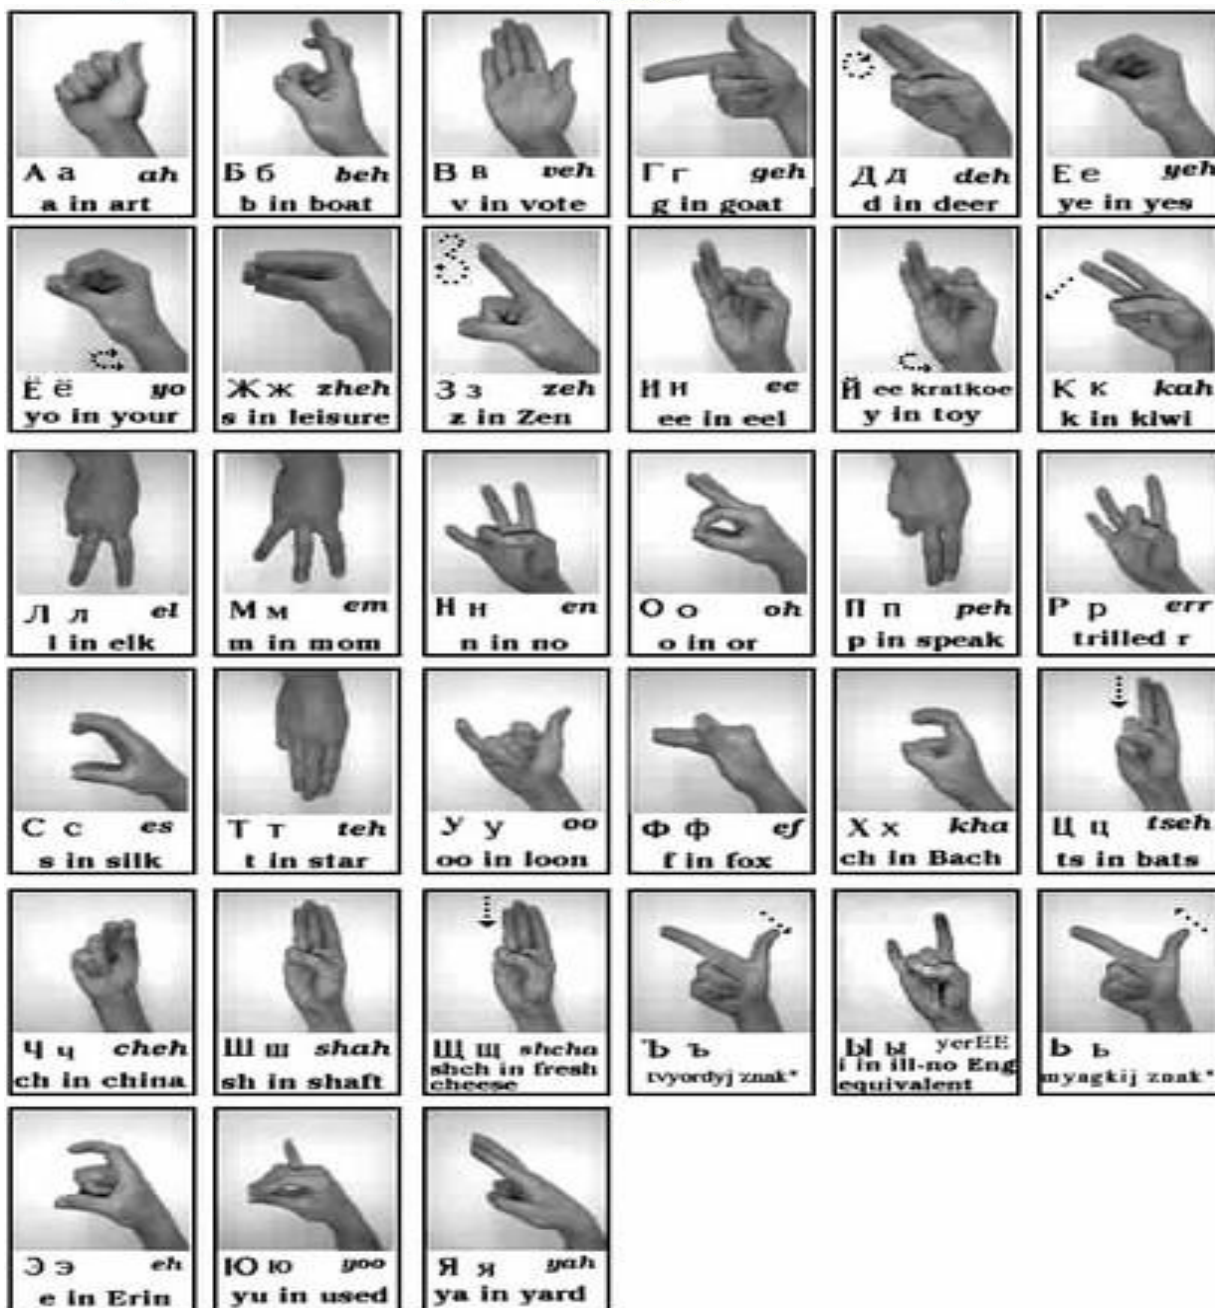 А а ah
a in art
Б б beh
b in boat
В в veh
v in vote
Г г geh
g in goat
Д д deh
d in deer
Е е yeh
ye in yes
Ё ё yo
yo in your
Ж ж zheh
s in leisure
З з zeh
z in Zen
И н ee
ee in eel
Й ee kratkoe
y in toy
К к kah
k in kiwi
Л л el
l in elk
М м em
m in mom
Н н en
n in no
О о oh
o in or
П п peh
p in speak
Р р err
trilled r
С с es
s in silk
Т т teh
t in star
У у oo
oo in loon
Ф ф ef
f in fox
Х х kha
ch in Bach
Ц ц tseh
ts in bats
Ч ч cheh
ch in china
Ш ш shah
sh in shaft
Щ щ shcha
shch in fresh
cheese
Ъ ъ
tvyordyj znak*
Ы ы yerEE
i in ill-no Eng
equivalent
Ь ь
myagkij znak*
Э э eh
e in Erin
Ю ю yoo
yu in used
Я я yah
ya in yard